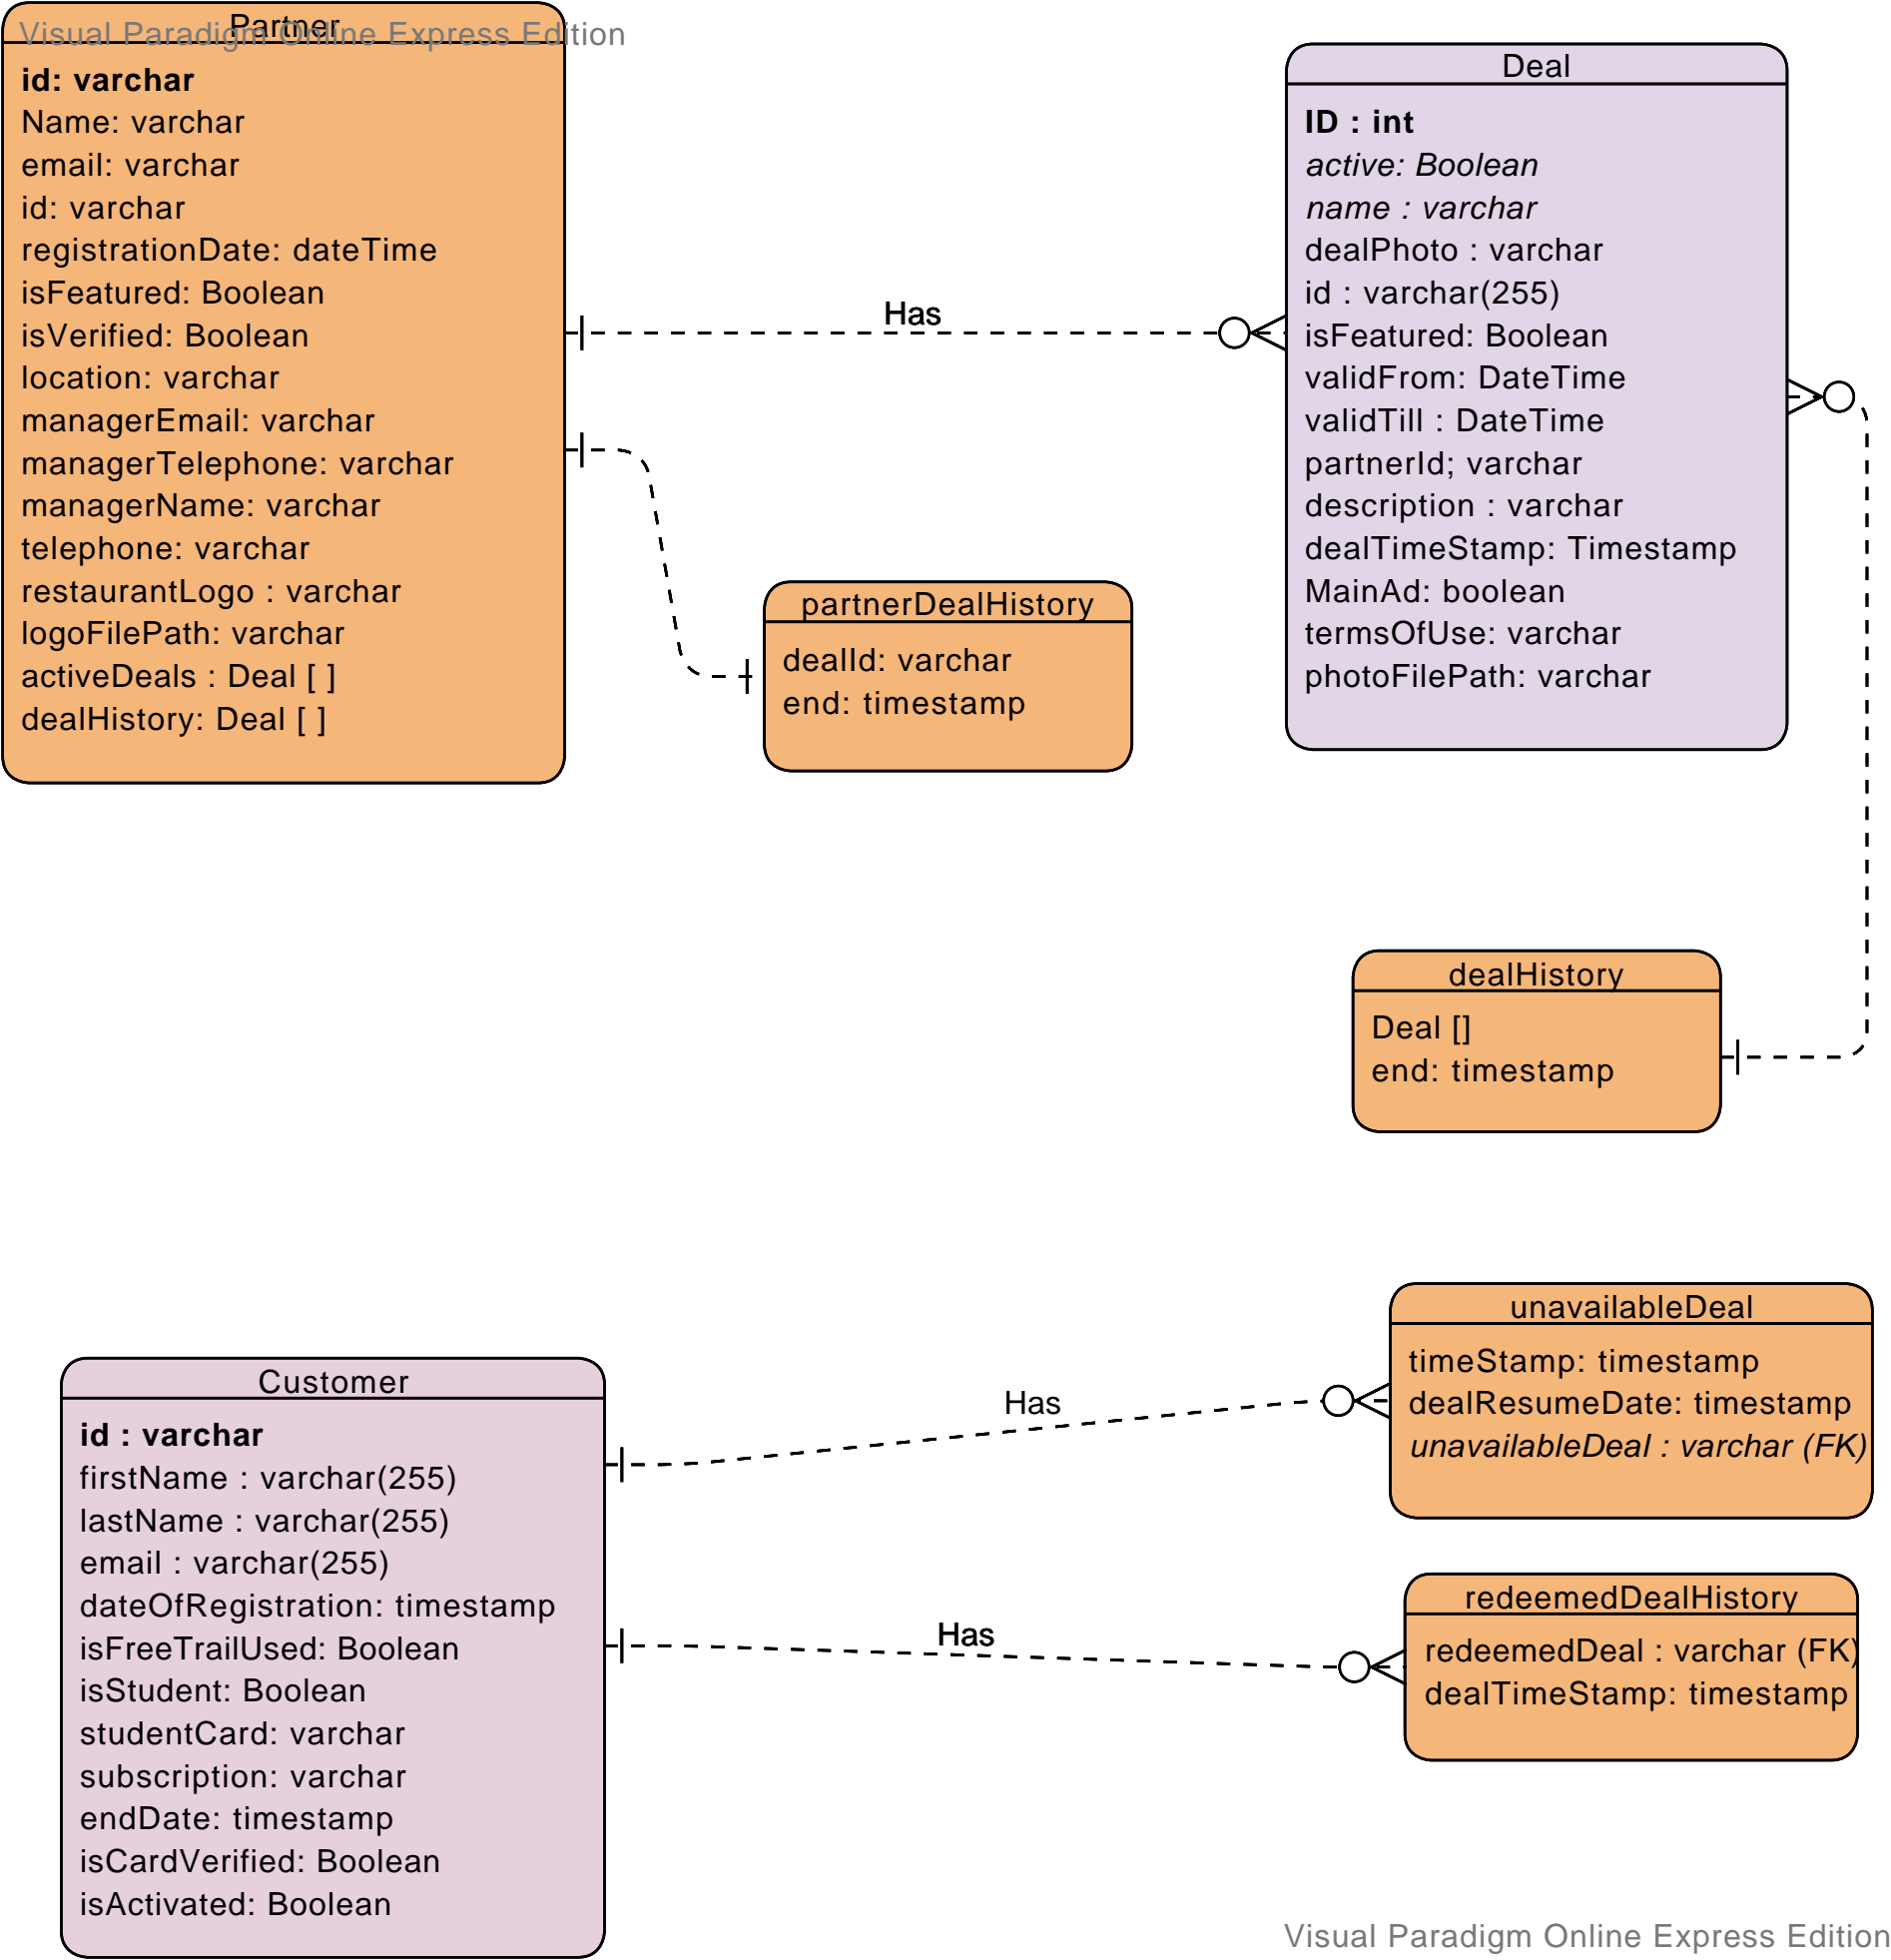 Partner
Visual Paradigm Online Express Edition
id: varchar
Name: varchar
email: varchar
id: varchar
registrationDate: dateTime
isFeatured: Boolean
isVerified: Boolean
location: varchar
managerEmail: varchar
managerTelephone: varchar
managerName: varchar
telephone: varchar
restaurantLogo : varchar
logoFilePath: varchar
activeDeals : Deal [ ]
dealHistory: Deal [ ]
Has
Deal
ID : int
active: Boolean
name : varchar
dealPhoto : varchar
id : varchar(255)
isFeatured: Boolean
validFrom: DateTime
validTill : DateTime
partnerId; varchar
description : varchar
dealTimeStamp: Timestamp
MainAd: boolean
termsOfUse: varchar
photoFilePath: varchar
partnerDealHistory
dealId: varchar
end: timestamp
dealHistory
Deal []
end: timestamp
Customer
id : varchar
firstName : varchar(255)
lastName : varchar(255)
email : varchar(255)
dateOfRegistration: timestamp
isFreeTrailUsed: Boolean
isStudent: Boolean
studentCard: varchar
subscription: varchar
endDate: timestamp
isCardVerified: Boolean
isActivated: Boolean
Has
unavailableDeal
timeStamp: timestamp
dealResumeDate: timestamp
unavailableDeal : varchar (FK)
Has
redeemedDealHistory
redeemedDeal : varchar (FK)
dealTimeStamp: timestamp
Visual Paradigm Online Express Edition